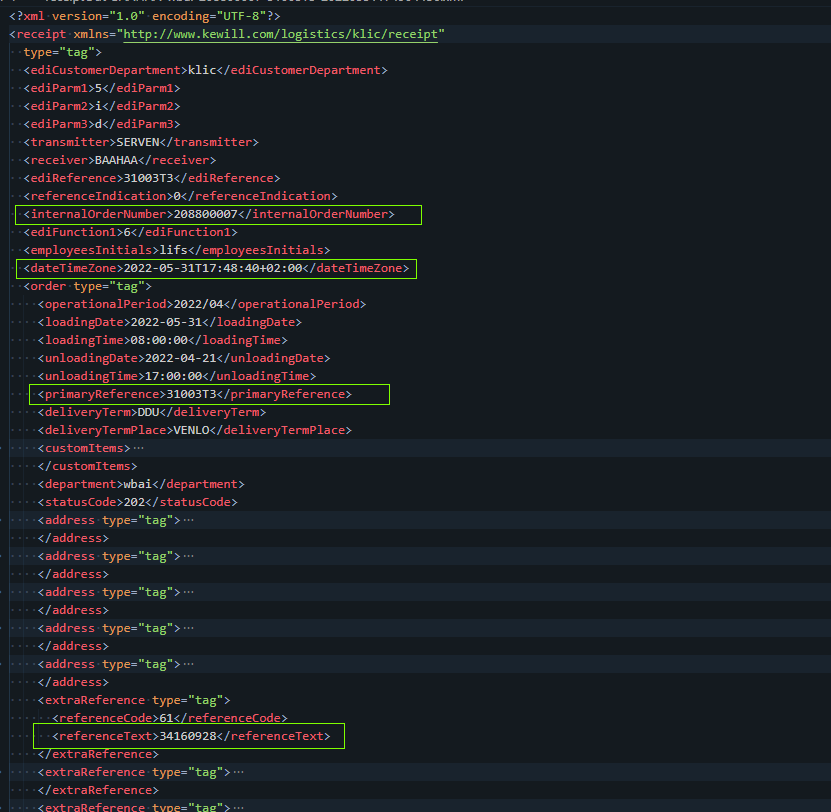 <?xml version="1.0" encoding="UTF-8"?>
<receipt xmlns="http://www.kewill.com/logistics/klic/receipt"
type="tag">
<ediCustomerDepartment>klic</ediCustomerDepartment>
<ediParm1>5</ediParm1>
<ediParm2>i</ediParm2>
<ediParm3>d</ediParm3>
<transmitter>SERVEN</transmitter>
<receiver>BAAHAA</receiver>
<ediReference>31003T3</ediReference>
<referenceIndication>0</referenceIndication>
<internalOrderNumber>208800007</internalOrderNumber>
<ediFunction1>6</ediFunction1>
<employeesInitials>lifs</employeesInitials>
<dateTimeZone>2022-05-31T17:48:40+02:00</dateTimeZone>
<order type="tag">
<operationalPeriod>2022/04</operationalPeriod>
<loadingDate>2022-05-31</loadingDate>
<loadingTime>08:00:00</loadingTime>
<unloadingDate>2022-04-21</unloadingDate>
<unloadingTime>17:00:00</unloadingTime>
<primaryReference>31003T3</primaryReference>
<deliveryTerm>DDU</deliveryTerm>
<deliveryTermPlace>VENLO</deliveryTermPlace>
<customItems>…
</customItems>
<department>wbai</department>
<statusCode>202</statusCode>
<address type="tag">…
</address>
<address type="tag">…
</address>
<address type="tag">…
</address>
<address type="tag">…
</address>
<address type="tag">…
</address>
<extraReference type="tag">
<referenceCode>61</referenceCode>
<referenceText>34160928</referenceText>
</extraReference>
<extraReference type="tag">…
</extraReference>
<extraReference type="tag">…